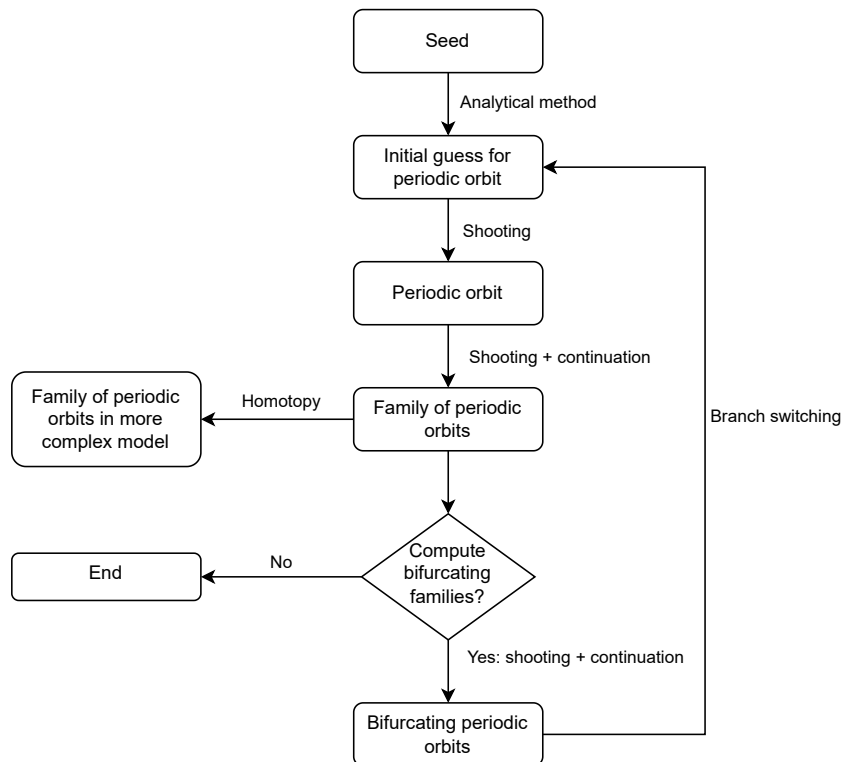 Seed
Analytical method
Initial guess for
periodic orbit
Shooting
Periodic orbit
Shooting + continuation
Family of periodic
orbits in more
complex model
Homotopy
Family of periodic
orbits
Branch switching
End
No
Compute
bifurcating
families?
Yes: shooting + continuation
Bifurcating periodic
orbits